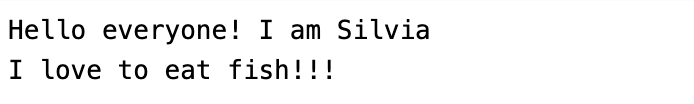 Hello everyone! I am Silvia
I love to eat fish!!!